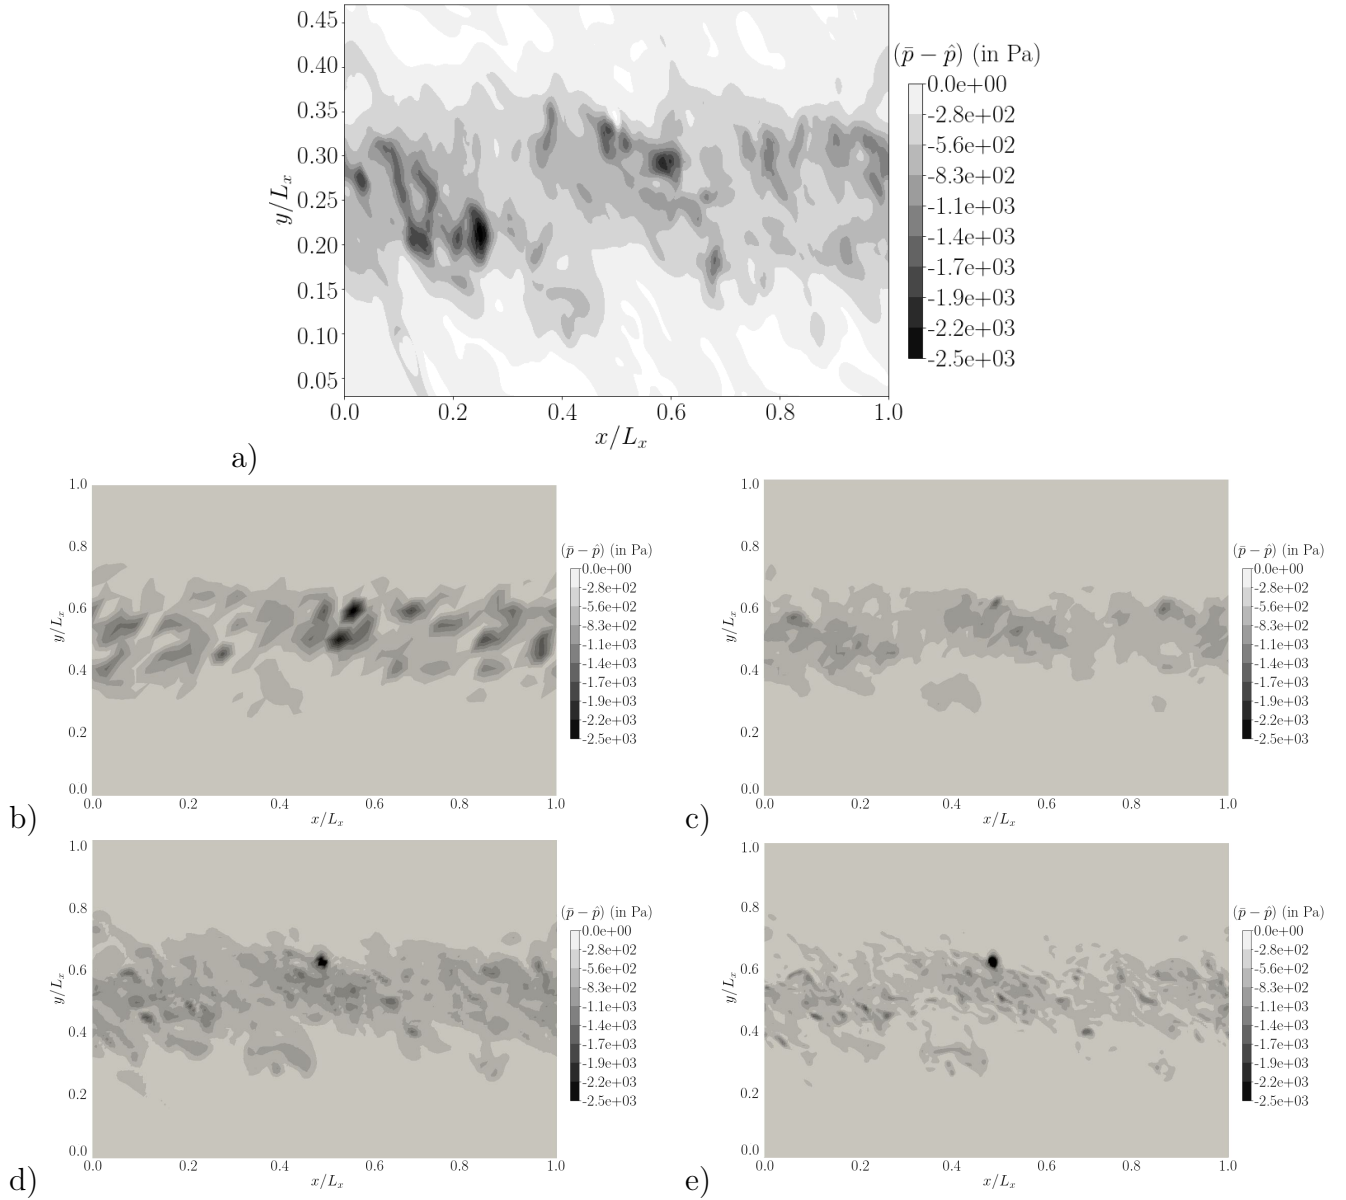 0.45
0.40
0.35
0.30
0.25
0.20
0.15
0.10
0.05
y/Lₓ
0.0 0.2 0.4 0.6 0.8 1.0
x/Lₓ
(p̄ − p̂) (in Pa)
0.0e+00
-2.8e+02
-5.6e+02
-8.3e+02
-1.1e+03
-1.4e+03
-1.7e+03
-1.9e+03
-2.2e+03
-2.5e+03
a)
1.0
0.8
0.6
0.4
0.2
0.0
y/Lₓ
0.0 0.2 0.4 0.6 0.8 1.0
x/Lₓ
(p̄ − p̂) (in Pa)
0.0e+00
-2.8e+02
-5.6e+02
-8.3e+02
-1.1e+03
-1.4e+03
-1.7e+03
-1.9e+03
-2.2e+03
-2.5e+03
b)
1.0
0.8
0.6
0.4
0.2
0.0
y/Lₓ
0.0 0.2 0.4 0.6 0.8 1.0
x/Lₓ
(p̄ − p̂) (in Pa)
0.0e+00
-2.8e+02
-5.6e+02
-8.3e+02
-1.1e+03
-1.4e+03
-1.7e+03
-1.9e+03
-2.2e+03
-2.5e+03
c)
1.0
0.8
0.6
0.4
0.2
0.0
y/Lₓ
0.0 0.2 0.4 0.6 0.8 1.0
x/Lₓ
(p̄ − p̂) (in Pa)
0.0e+00
-2.8e+02
-5.6e+02
-8.3e+02
-1.1e+03
-1.4e+03
-1.7e+03
-1.9e+03
-2.2e+03
-2.5e+03
d)
1.0
0.8
0.6
0.4
0.2
0.0
y/Lₓ
0.0 0.2 0.4 0.6 0.8 1.0
x/Lₓ
(p̄ − p̂) (in Pa)
0.0e+00
-2.8e+02
-5.6e+02
-8.3e+02
-1.1e+03
-1.4e+03
-1.7e+03
-1.9e+03
-2.2e+03
-2.5e+03
e)